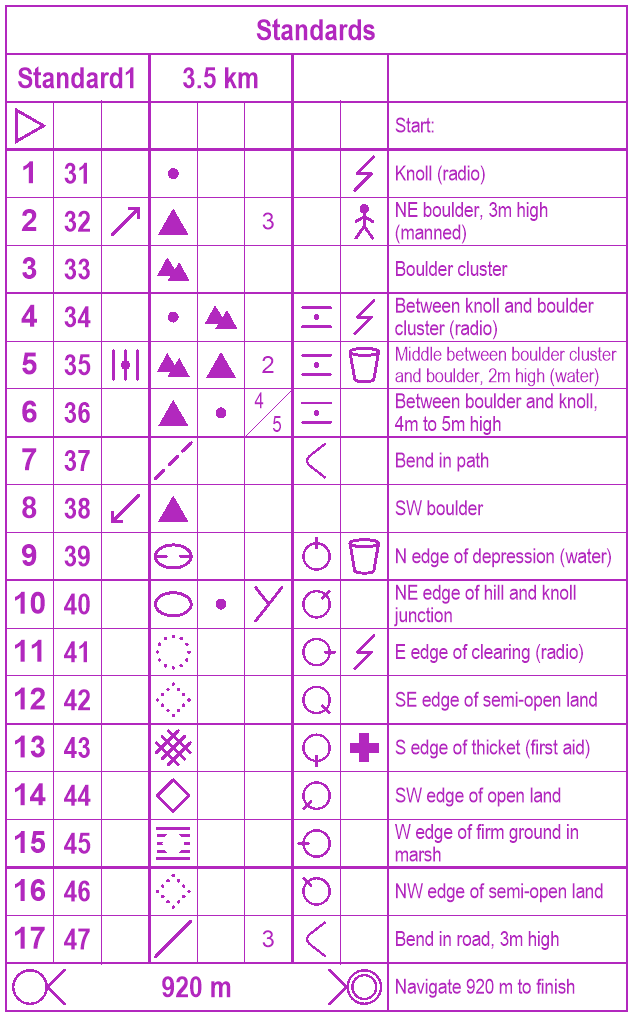 Standards
Standard1 3.5 km
Start:
1 31 Knoll (radio)
2 32 3 NE boulder, 3m high
(manned)
3 33 Boulder cluster
4 34 Between knoll and boulder
cluster (radio)
5 35 2 Middle between boulder cluster
and boulder, 2m high (water)
6 36 4/5 Between boulder and knoll,
4m to 5m high
7 37 Bend in path
8 38 SW boulder
9 39 N edge of depression (water)
10 40 NE edge of hill and knoll
junction
11 41 E edge of clearing (radio)
12 42 SE edge of semi-open land
13 43 S edge of thicket (first aid)
14 44 SW edge of open land
15 45 W edge of firm ground in
marsh
16 46 NW edge of semi-open land
17 47 3 Bend in road, 3m high
920 m Navigate 920 m to finish